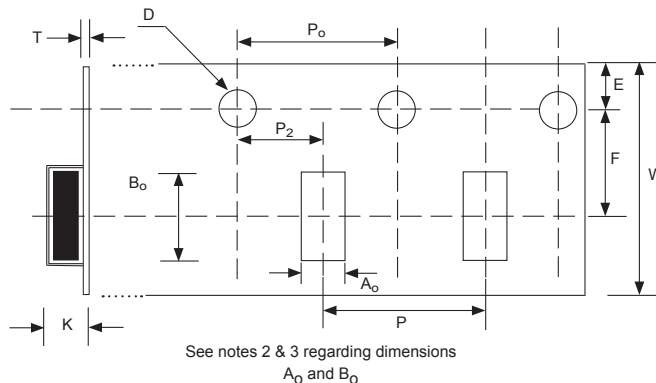 D
T
Po
E
P2
F
W
Bo
Ao
K
P
See notes 2 & 3 regarding dimensions
Ao and Bo